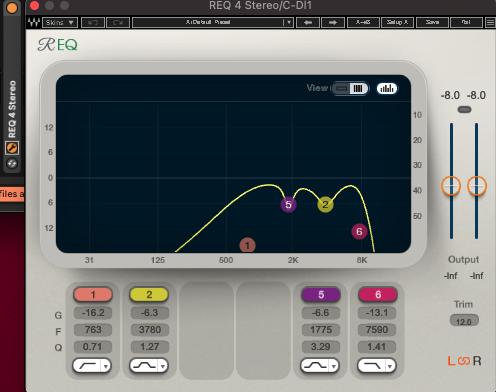 REQ 4 Stereo/C-DI1
Skins
A:Default Preset
A->B
Setup A
Save
REQ
View
12
6
0
6
12
10
20
30
40
50
31
125
500
2K
8K
1
5
2
6
-8.0
-8.0
Output
-Inf
-Inf
Trim
12.0
L
R
1
2
5
6
G
-16.2
-6.3
-6.6
-13.1
F
763
3780
1775
7590
Q
0.71
1.27
3.29
1.41
REQ 4 Stereo
files a